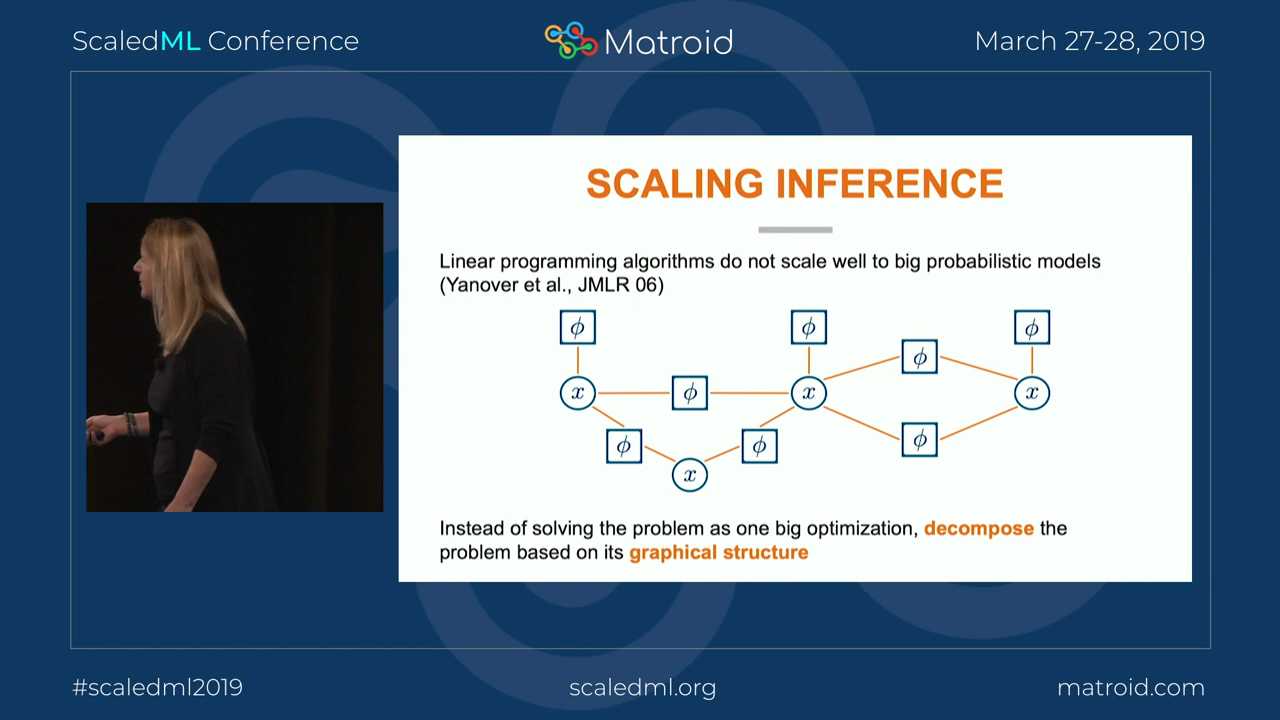 ScaledML Conference
Matroid
March 27-28, 2019
SCALING INFERENCE
Linear programming algorithms do not scale well to big probabilistic models
(Yanover et al., JMLR 06)
ϕ ϕ ϕ
ϕ
x ϕ x x
ϕ ϕ ϕ
x
Instead of solving the problem as one big optimization, decompose the
problem based on its graphical structure
#scaledml2019
scaledml.org
matroid.com